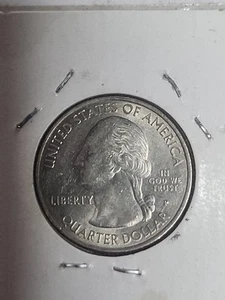 UNITED STATES OF AMERICA
LIBERTY
IN
GOD WE
TRUST
P
QUARTER DOLLAR